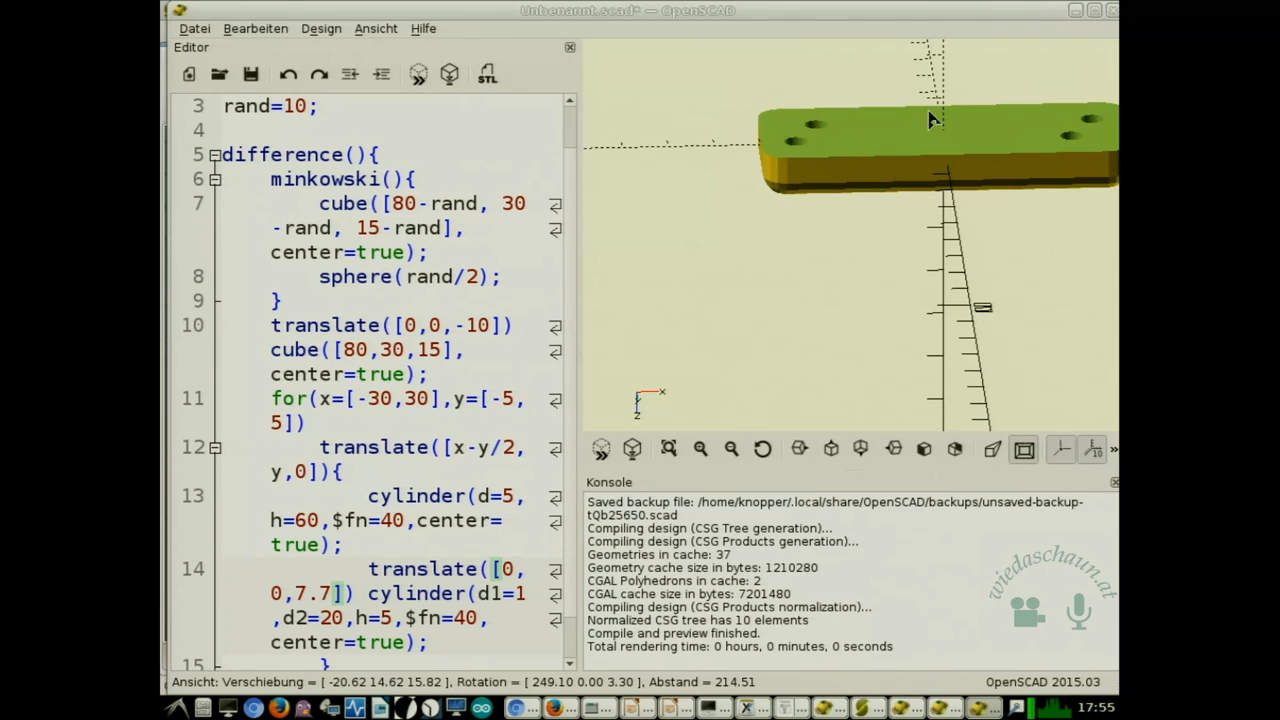 Unbenannt.scad* — OpenSCAD
Datei Bearbeiten Design Ansicht Hilfe
Editor
STL
3 rand=10;
4
5 difference(){
6 minkowski(){
7 cube([80-rand, 30
-rand, 15-rand],
center=true);
8 sphere(rand/2);
9 }
10 translate([0,0,-10])
cube([80,30,15],
center=true);
11 for(x=[-30,30],y=[-5,
5])
12 translate([x-y/2,
y,0]){
13 cylinder(d=5,
h=60,$fn=40,center=
true);
14 translate([0,
0,7.7]) cylinder(d1=1
,d2=20,h=5,$fn=40,
center=true);
15 }
x
z
10
Konsole
Saved backup file: /home/knopper/.local/share/OpenSCAD/backups/unsaved-backup-
tQb25650.scad
Compiling design (CSG Tree generation)...
Compiling design (CSG Products generation)...
Geometries in cache: 37
Geometry cache size in bytes: 1210280
CGAL Polyhedrons in cache: 2
CGAL cache size in bytes: 7201480
Compiling design (CSG Products normalization)...
Normalized CSG tree has 10 elements
Compile and preview finished.
Total rendering time: 0 hours, 0 minutes, 0 seconds
wiedaschaun.at
Ansicht: Verschiebung = [ -20.62 14.62 15.82 ], Rotation = [ 249.10 0.00 3.30 ], Abstand = 214.51
OpenSCAD 2015.03
17:55